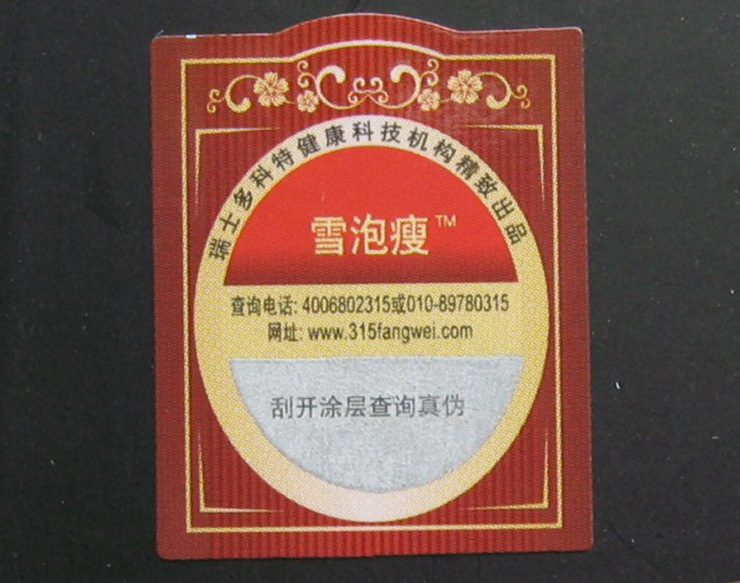 瑞士多科特健康科技机构精致出品
雪泡瘦™
查询电话: 4006802315或010-89780315
网址: www.315fangwei.com
刮开涂层查询真伪